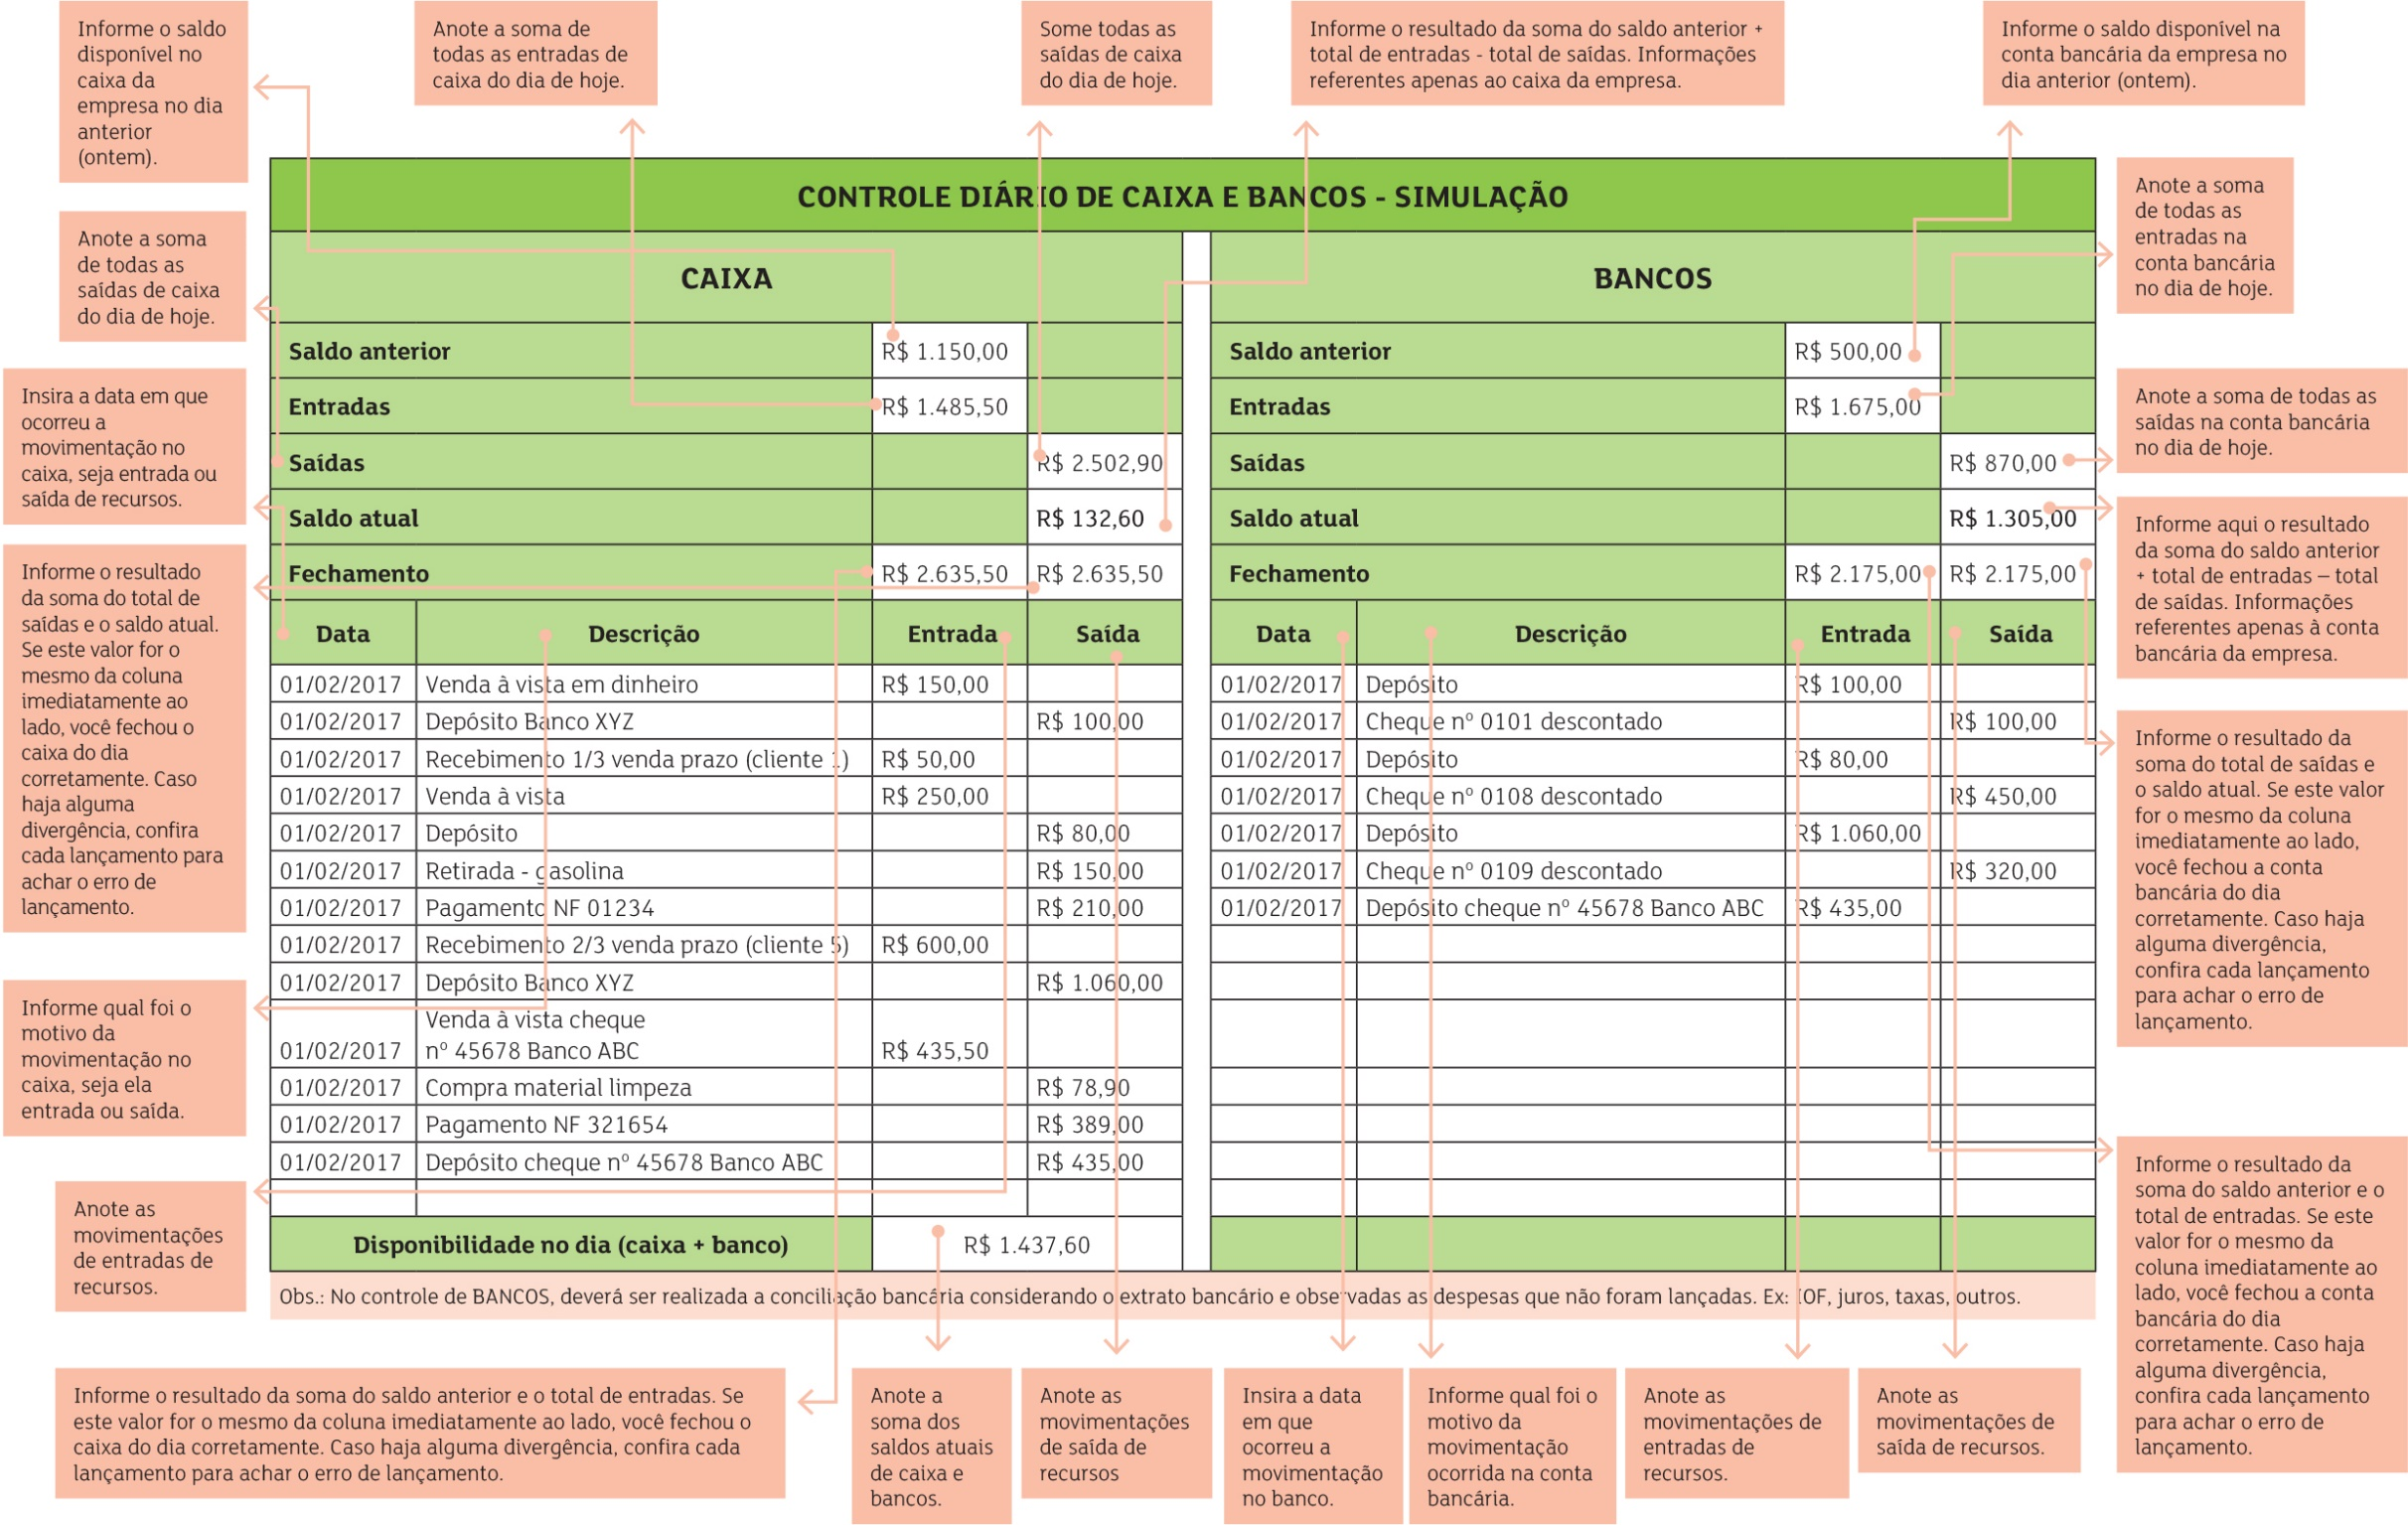 Informe o saldo
disponível no
caixa da
empresa no dia
anterior
(ontem).
Anote a soma de
todas as entradas de
caixa do dia de hoje.
Some todas as
saídas de caixa
do dia de hoje.
Informe o resultado da soma do saldo anterior +
total de entradas - total de saídas. Informações
referentes apenas ao caixa da empresa.
Informe o saldo disponível na
conta bancária da empresa no
dia anterior (ontem).
Anote a soma
de todas as
saídas de caixa
do dia de hoje.
Insira a data em que
ocorreu a
movimentação no
caixa, seja entrada ou
saída de recursos.
Informe o resultado
da soma do total de
saídas e o saldo atual.
Se este valor for o
mesmo da coluna
imediatamente ao
lado, você fechou o
caixa do dia
corretamente. Caso
haja alguma
divergência, confira
cada lançamento para
achar o erro de
lançamento.
Informe qual foi o
motivo da
movimentação no
caixa, seja ela
entrada ou saída.
Anote as
movimentações
de entradas de
recursos.
CONTROLE DIÁRIO DE CAIXA E BANCOS - SIMULAÇÃO
CAIXA
Saldo anterior R$ 1.150,00
Entradas R$ 1.485,50
Saídas R$ 2.502,90
Saldo atual R$ 132,60
Fechamento R$ 2.635,50 R$ 2.635,50
Data Descrição Entrada Saída
01/02/2017 Venda à vista em dinheiro R$ 150,00
01/02/2017 Depósito Banco XYZ R$ 100,00
01/02/2017 Recebimento 1/3 venda prazo (cliente 1) R$ 50,00
01/02/2017 Venda à vista R$ 250,00
01/02/2017 Depósito R$ 80,00
01/02/2017 Retirada - gasolina R$ 150,00
01/02/2017 Pagamento NF 01234 R$ 210,00
01/02/2017 Recebimento 2/3 venda prazo (cliente 5) R$ 600,00
01/02/2017 Depósito Banco XYZ R$ 1.060,00
Venda à vista cheque
01/02/2017 nº 45678 Banco ABC R$ 435,50
01/02/2017 Compra material limpeza R$ 78,90
01/02/2017 Pagamento NF 321654 R$ 389,00
01/02/2017 Depósito cheque nº 45678 Banco ABC R$ 435,00
Disponibilidade no dia (caixa + banco) R$ 1.437,60
BANCOS
Saldo anterior R$ 500,00
Entradas R$ 1.675,00
Saídas R$ 870,00
Saldo atual R$ 1.305,00
Fechamento R$ 2.175,00 R$ 2.175,00
Data Descrição Entrada Saída
01/02/2017 Depósito R$ 100,00
01/02/2017 Cheque nº 0101 descontado R$ 100,00
01/02/2017 Depósito R$ 80,00
01/02/2017 Cheque nº 0108 descontado R$ 450,00
01/02/2017 Depósito R$ 1.060,00
01/02/2017 Cheque nº 0109 descontado R$ 320,00
01/02/2017 Depósito cheque nº 45678 Banco ABC R$ 435,00
Obs.: No controle de BANCOS, deverá ser realizada a conciliação bancária considerando o extrato bancário e observadas as despesas que não foram lançadas. Ex: IOF, juros, taxas, outros.
Anote a soma
de todas as
entradas na
conta bancária
no dia de hoje.
Anote a soma de todas as
saídas na conta bancária
no dia de hoje.
Informe aqui o resultado
da soma do saldo anterior
+ total de entradas – total
de saídas. Informações
referentes apenas à conta
bancária da empresa.
Informe o resultado da
soma do total de saídas e
o saldo atual. Se este valor
for o mesmo da coluna
imediatamente ao lado,
você fechou a conta
bancária do dia
corretamente. Caso haja
alguma divergência,
confira cada lançamento
para achar o erro de
lançamento.
Informe o resultado da
soma do saldo anterior e o
total de entradas. Se este
valor for o mesmo da
coluna imediatamente ao
lado, você fechou a conta
bancária do dia
corretamente. Caso haja
alguma divergência,
confira cada lançamento
para achar o erro de
lançamento.
Informe o resultado da soma do saldo anterior e o total de entradas. Se
este valor for o mesmo da coluna imediatamente ao lado, você fechou o
caixa do dia corretamente. Caso haja alguma divergência, confira cada
lançamento para achar o erro de lançamento.
Anote a
soma dos
saldos atuais
de caixa e
bancos.
Anote as
movimentações
de saída de
recursos
Insira a data
em que
ocorreu a
movimentação
no banco.
Informe qual foi o
motivo da
movimentação
ocorrida na conta
bancária.
Anote as
movimentações de
entradas de
recursos.
Anote as
movimentações de
saída de recursos.